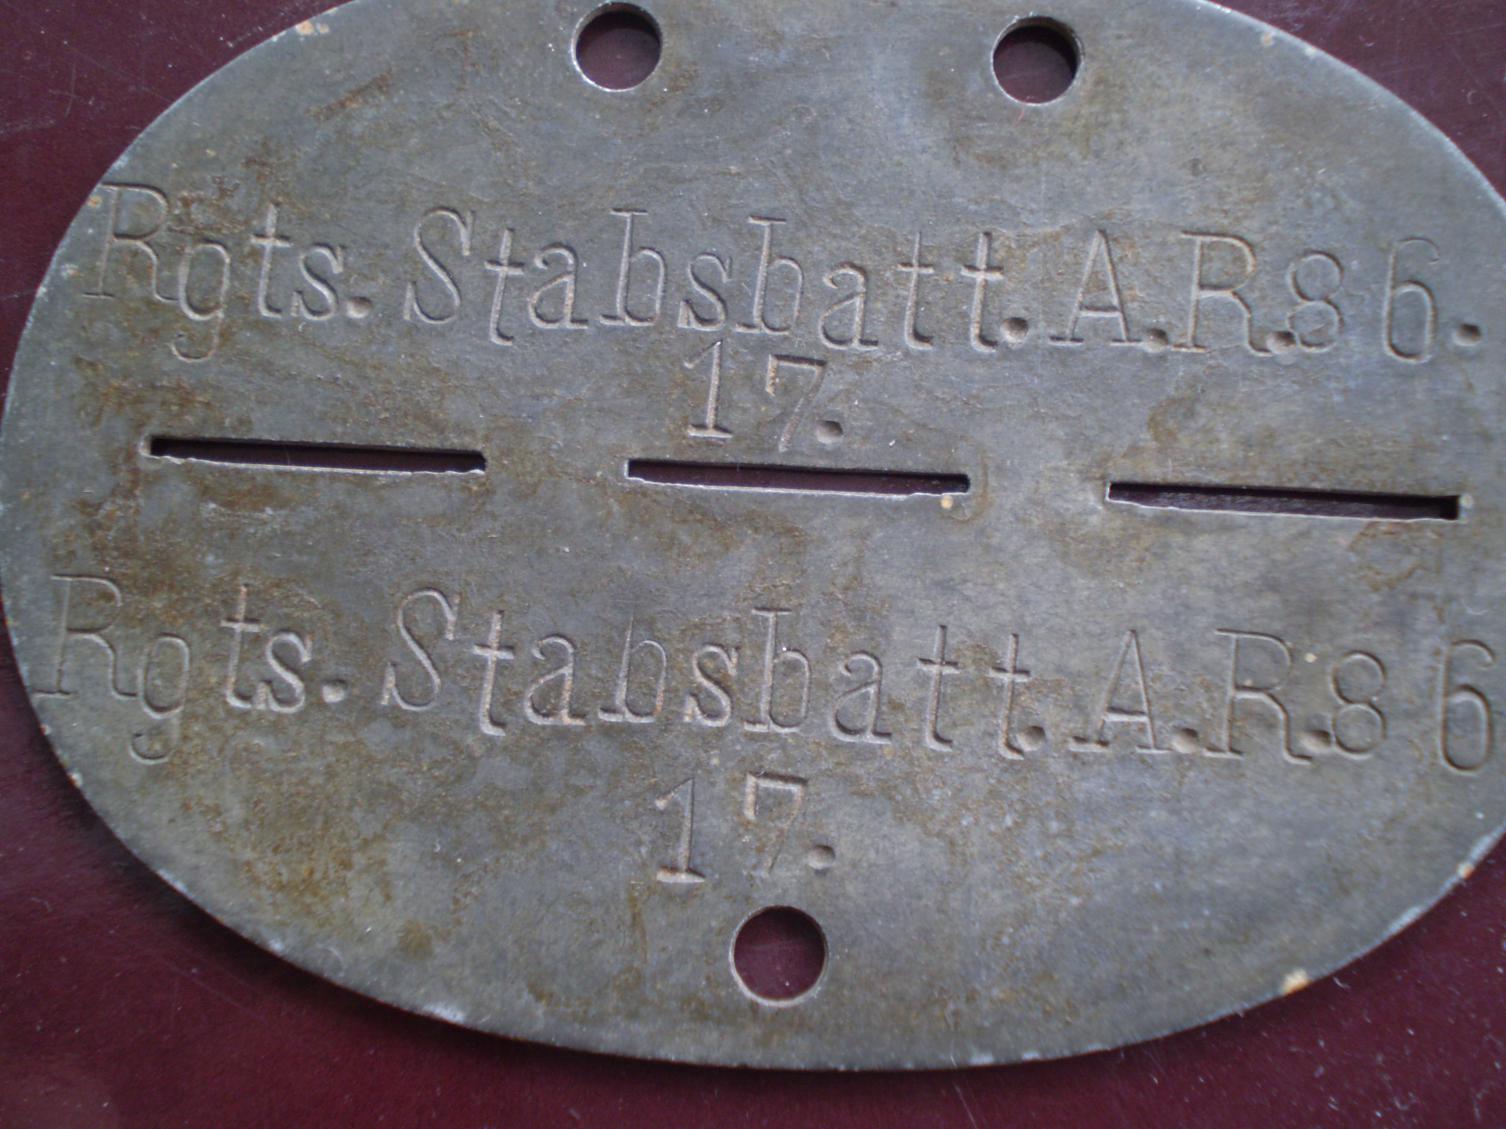 Rgts. Stabsbatt. A.R.86.
17.
Rgts. Stabsbatt. A.R.86
17.